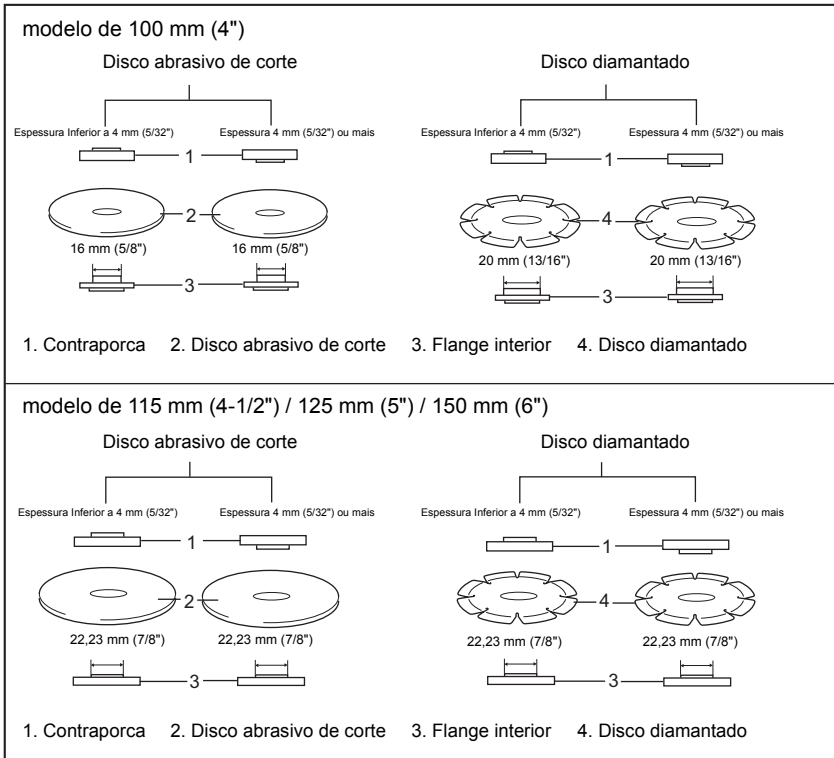 modelo de 100 mm (4")
Disco abrasivo de corte
Disco diamantado
Espessura Inferior a 4 mm (5/32")
Espessura 4 mm (5/32") ou mais
Espessura Inferior a 4 mm (5/32")
Espessura 4 mm (5/32") ou mais
1
1
2
4
16 mm (5/8")
16 mm (5/8")
20 mm (13/16")
20 mm (13/16")
3
3
1. Contraporca 2. Disco abrasivo de corte 3. Flange interior 4. Disco diamantado
modelo de 115 mm (4-1/2") / 125 mm (5") / 150 mm (6")
Disco abrasivo de corte
Disco diamantado
Espessura Inferior a 4 mm (5/32")
Espessura 4 mm (5/32") ou mais
Espessura Inferior a 4 mm (5/32")
Espessura 4 mm (5/32") ou mais
1
1
2
4
22,23 mm (7/8")
22,23 mm (7/8")
22,23 mm (7/8")
22,23 mm (7/8")
3
3
1. Contraporca 2. Disco abrasivo de corte 3. Flange interior 4. Disco diamantado